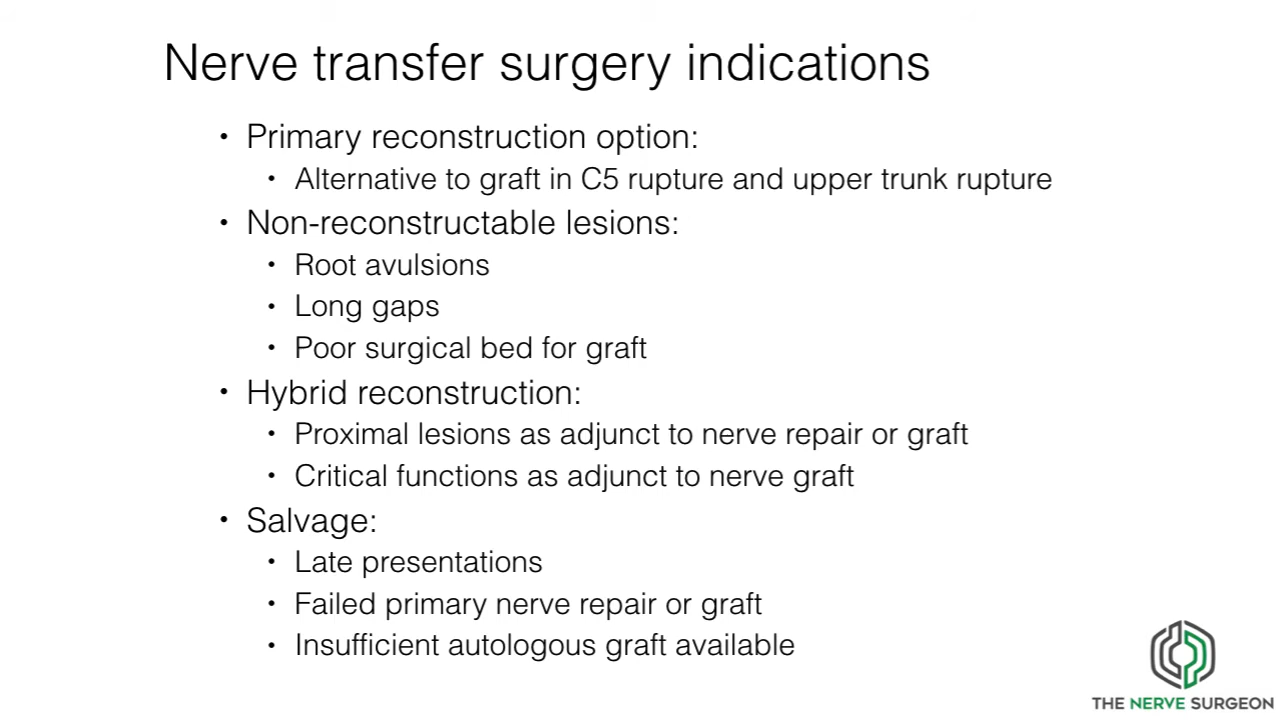 Nerve transfer surgery indications
• Primary reconstruction option:
• Alternative to graft in C5 rupture and upper trunk rupture
• Non-reconstructable lesions:
• Root avulsions
• Long gaps
• Poor surgical bed for graft
• Hybrid reconstruction:
• Proximal lesions as adjunct to nerve repair or graft
• Critical functions as adjunct to nerve graft
• Salvage:
• Late presentations
• Failed primary nerve repair or graft
• Insufficient autologous graft available
THE NERVE SURGEON